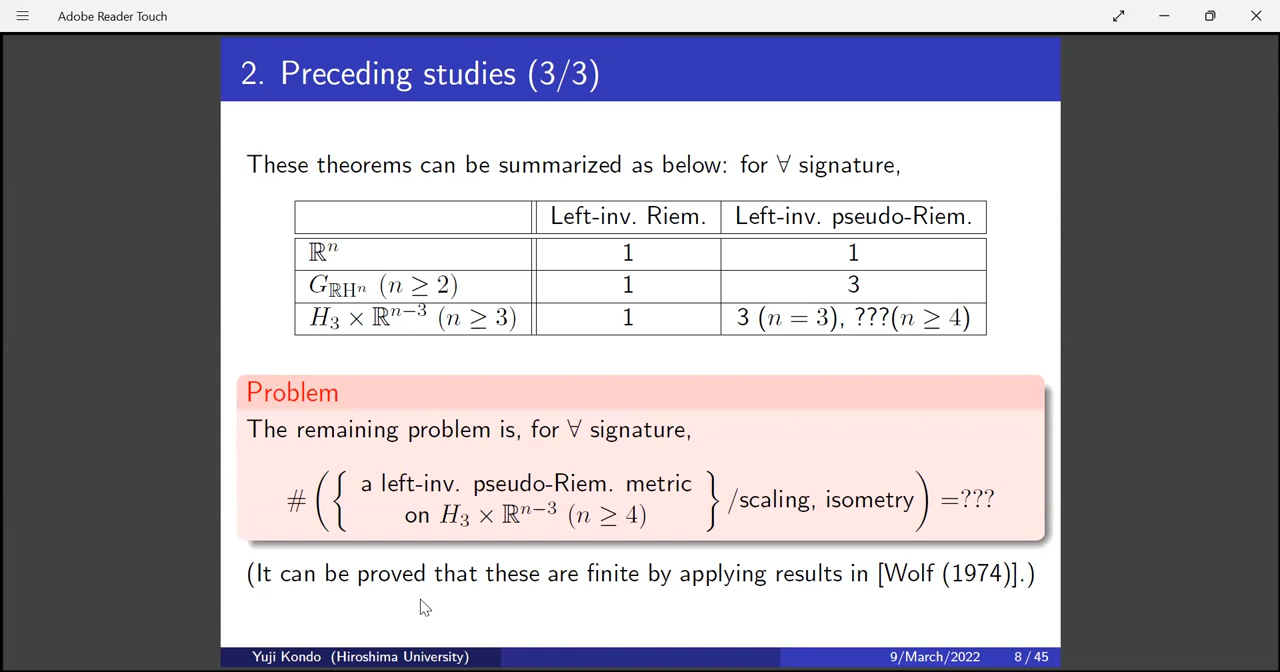 Adobe Reader Touch
2. Preceding studies (3/3)
These theorems can be summarized as below: for ∀ signature,
Left-inv. Riem. Left-inv. pseudo-Riem.
ℝⁿ 1 1
G_{ℝHⁿ} (n ≥ 2) 1 3
H₃ × ℝⁿ⁻³ (n ≥ 3) 1 3 (n = 3), ???(n ≥ 4)
Problem
The remaining problem is, for ∀ signature,
# ({ a left-inv. pseudo-Riem. metric
on H₃ × ℝⁿ⁻³ (n ≥ 4) } /scaling, isometry) =???
(It can be proved that these are finite by applying results in [Wolf (1974)].)
Yuji Kondo (Hiroshima University) 9/March/2022 8 / 45